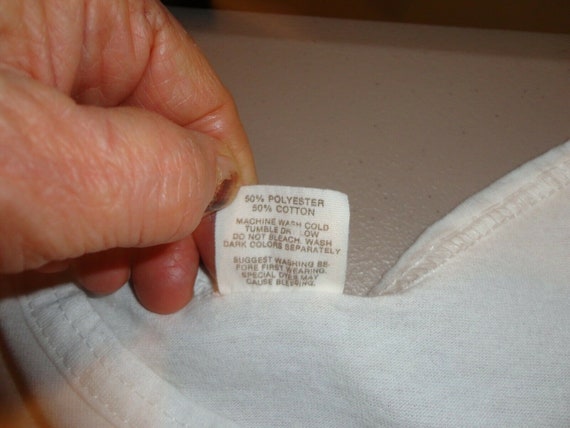 50% POLYESTER
50% COTTON
MACHINE WASH COLD
TUMBLE DRY LOW
DO NOT BLEACH. WASH
DARK COLORS SEPARATELY
SUGGEST WASHING BE-
FORE FIRST WEARING.
SPECIAL DYES MAY
CAUSE BLEEDING.